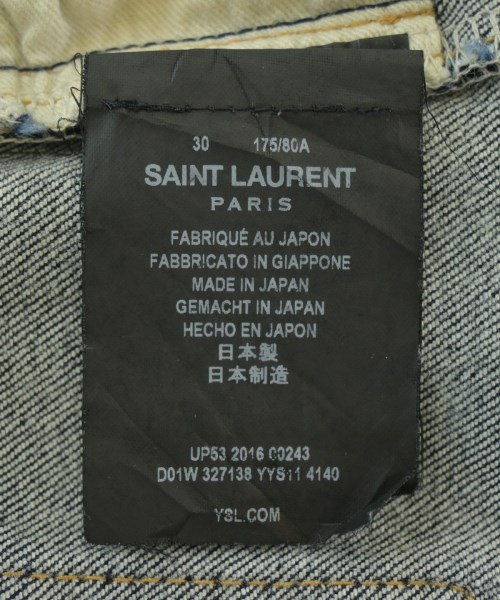 30 175/80A
SAINT LAURENT
PARIS
FABRIQUÉ AU JAPON
FABBRICATO IN GIAPPONE
MADE IN JAPAN
GEMACHT IN JAPAN
HECHO EN JAPON
日本製
日本制造
UP53 2016 00243
D01W 327138 YYS11 4140
YSL.COM